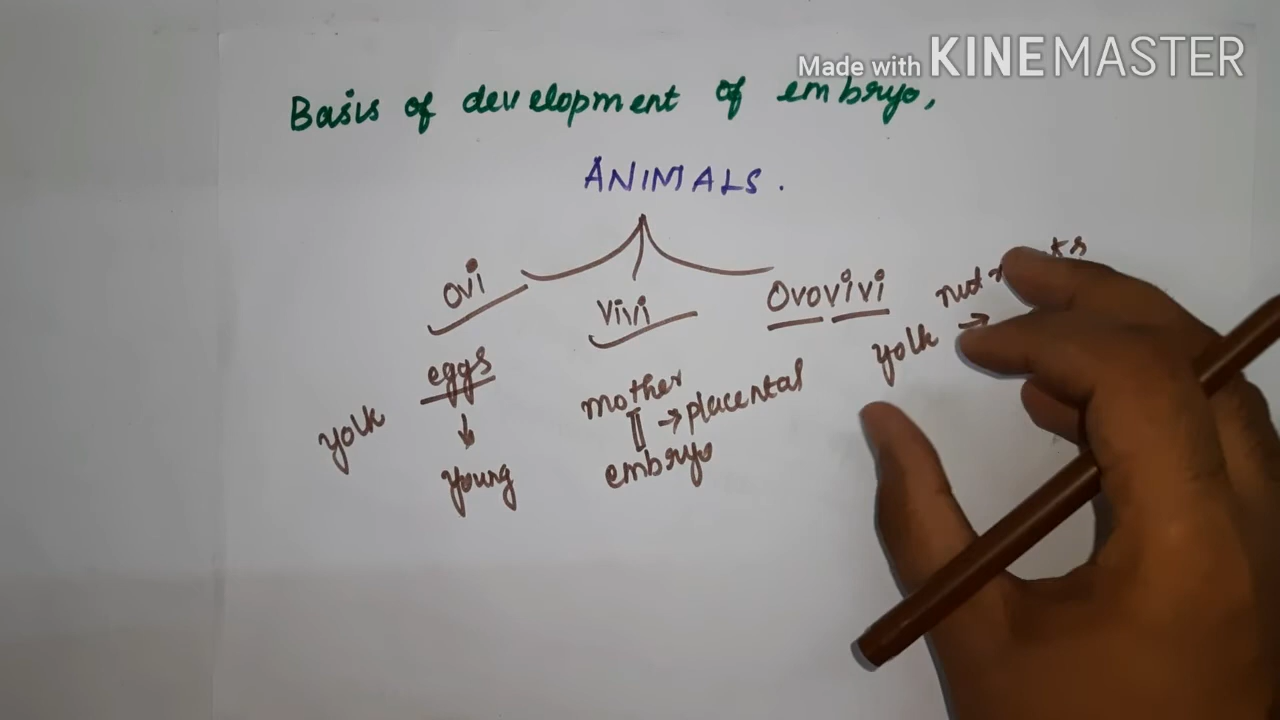 Made with KINEMASTER
Basis of development of embryo,
ANIMALS.
Ovi
Vivi
Ovovivi
eggs
yolk
↓
young
mother
→ placental
embryo
yolk →